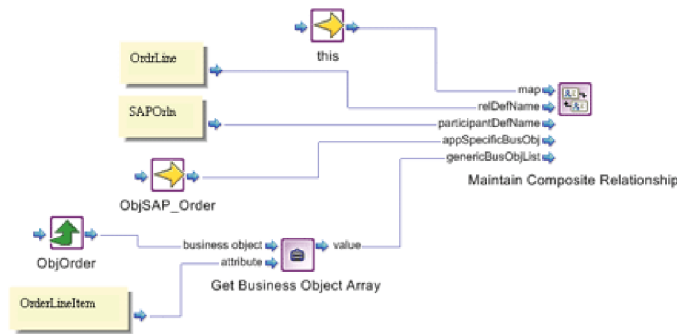 this
OrdrLine
map
relDefName
SAPOrln
participantDefName
appSpecificBusObj
genericBusObjList
Maintain Composite Relationship
ObjSAP_Order
business object
value
ObjOrder
attribute
Get Business Object Array
OrderLineItem